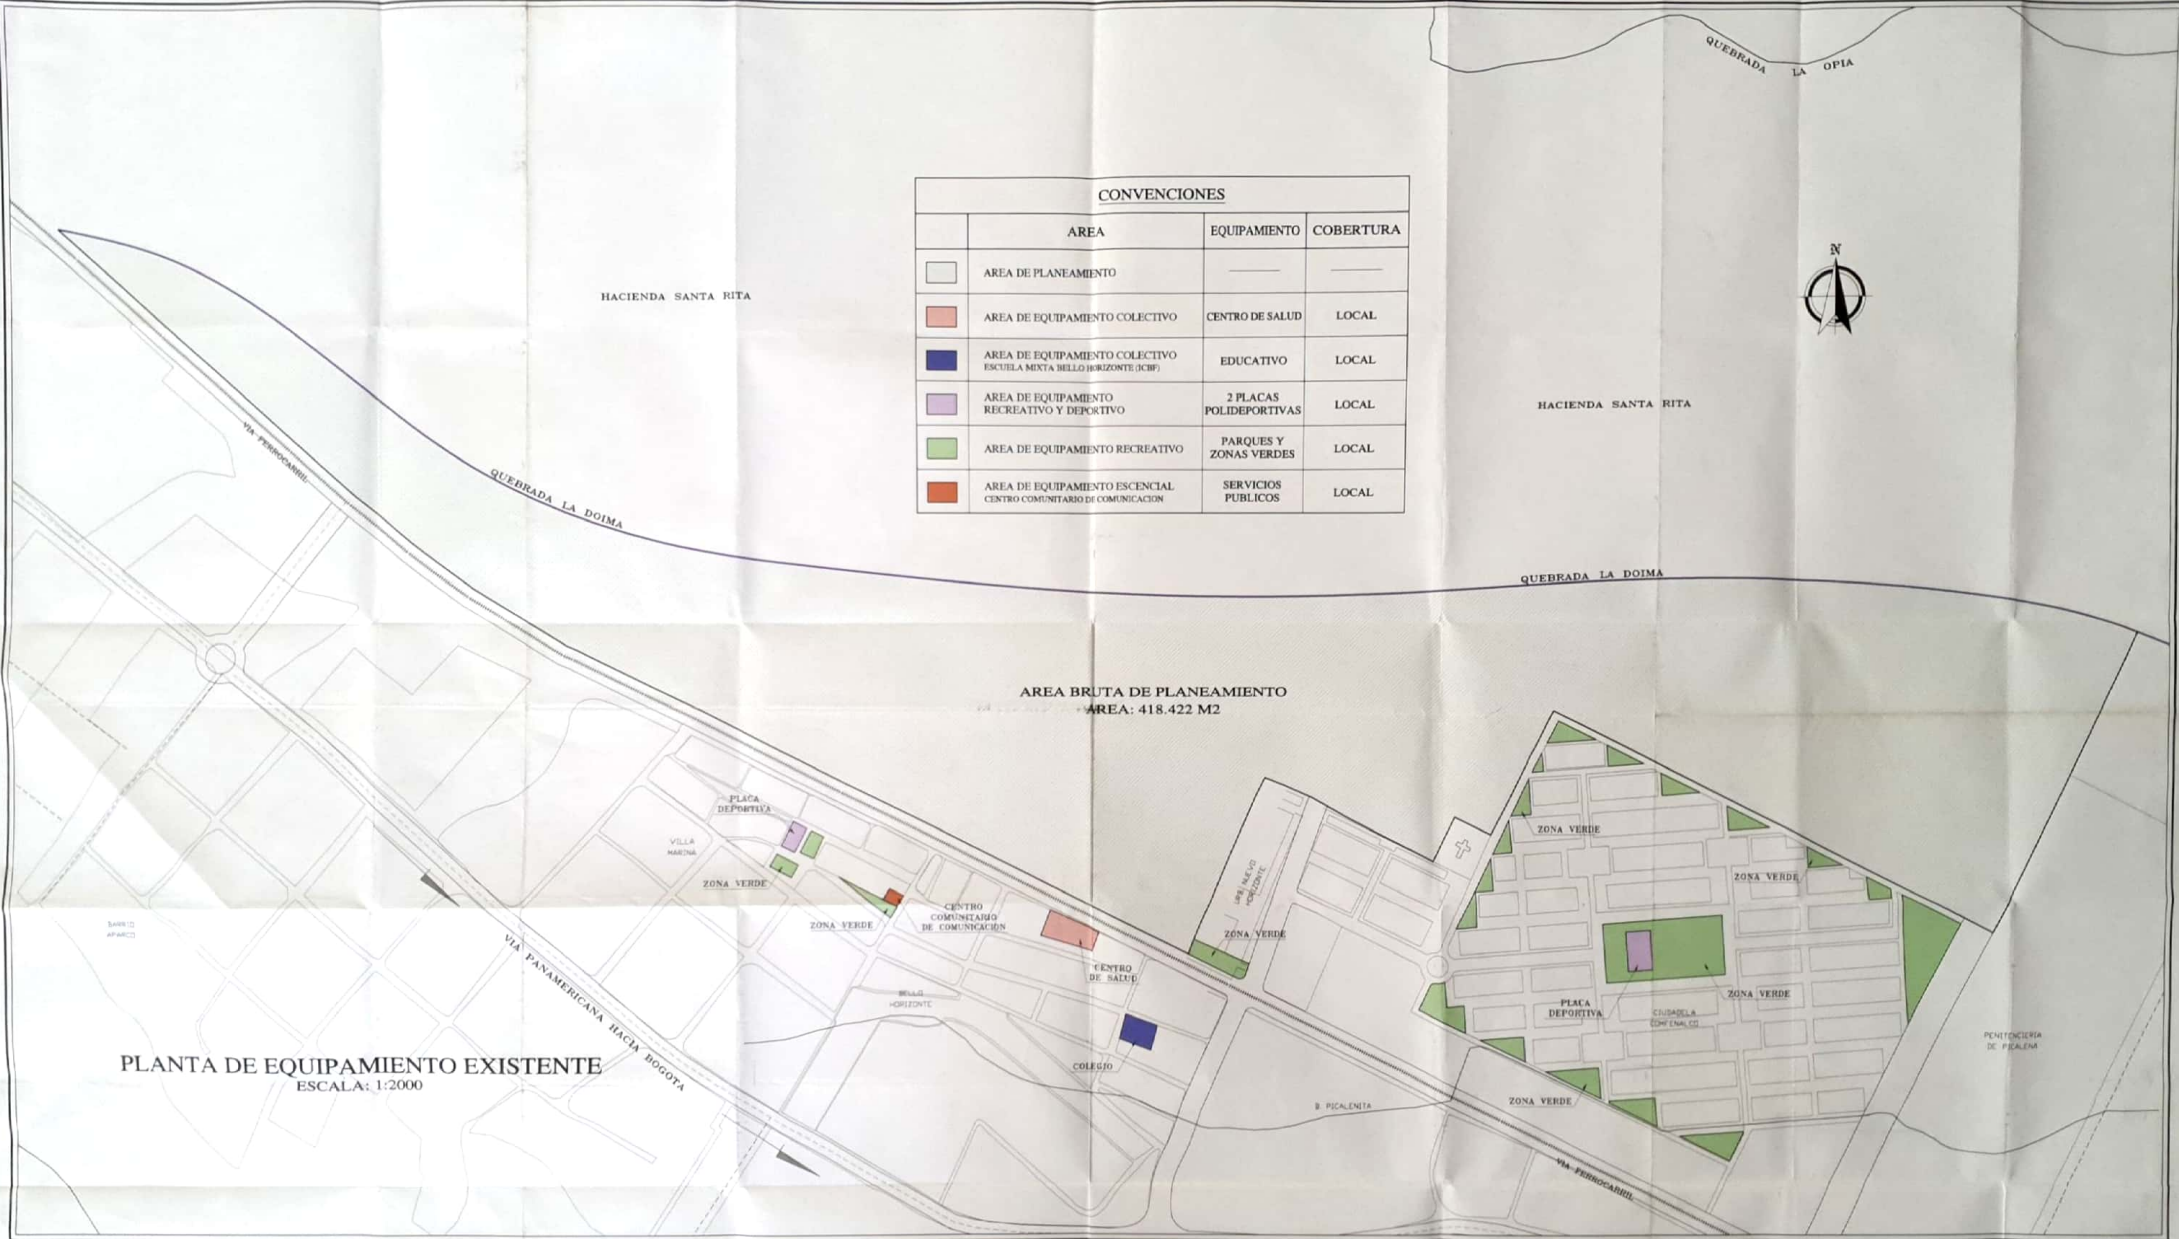 QUEBRADA LA OPIA
N
CONVENCIONES
AREA EQUIPAMIENTO COBERTURA
AREA DE PLANEAMIENTO
AREA DE EQUIPAMIENTO COLECTIVO CENTRO DE SALUD LOCAL
AREA DE EQUIPAMIENTO COLECTIVO
ESCUELA MIXTA BELLO HORIZONTE (ICBF)
EDUCATIVO LOCAL
AREA DE EQUIPAMIENTO
RECREATIVO Y DEPORTIVO
2 PLACAS
POLIDEPORTIVAS
LOCAL
AREA DE EQUIPAMIENTO RECREATIVO
PARQUES Y
ZONAS VERDES
LOCAL
AREA DE EQUIPAMIENTO ESCENCIAL
CENTRO COMUNITARIO DE COMUNICACION
SERVICIOS
PUBLICOS
LOCAL
HACIENDA SANTA RITA
HACIENDA SANTA RITA
VIA FERROCARRIL
QUEBRADA LA DOIMA
QUEBRADA LA DOIMA
AREA BRUTA DE PLANEAMIENTO
AREA: 418.422 M2
PLACA
DEPORTIVA
VILLA
MARINA
ZONA VERDE
ZONA VERDE
CENTRO
COMUNITARIO
DE COMUNICACION
CENTRO
DE SALUD
URB. NUEVO
HORIZONTE
ZONA VERDE
ZONA VERDE
ZONA VERDE
BARRIO
APARCO
BELLO
HORIZONTE
VIA PANAMERICANA HACIA BOGOTA
ZONA VERDE
PLACA
DEPORTIVA
CIUDADELA
COMFENALCO
PENITENCIERIA
DE PICALEÑA
COLEGIO
PLANTA DE EQUIPAMIENTO EXISTENTE
ESCALA: 1:2000
B. PICALENITA
ZONA VERDE
VIA FERROCARRIL